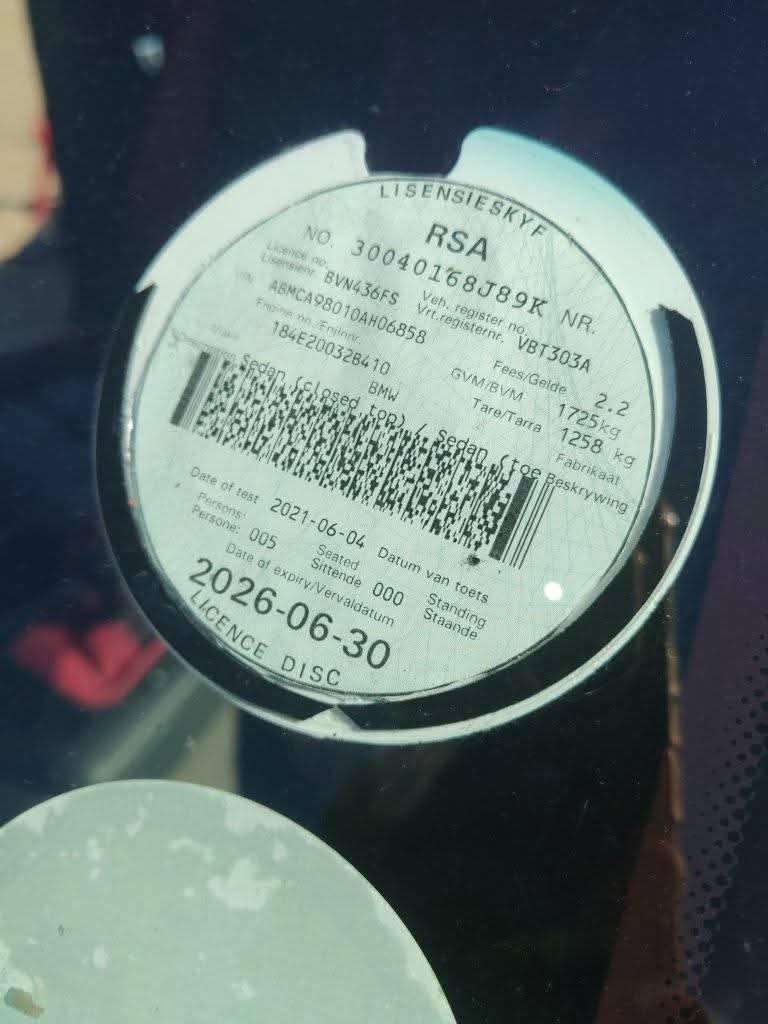 LISENSIESKYF
RSA
NO. 30040168J89K NR.
Licence no. BVN436FS Veh. register no. VBT303A
Lisensienr. Vrt.registernr.
VIN ABMCA98010AH06858 Fees/Gelde 2.2
Engine no./Enjinnr. GVM/BVM 1725kg
184E20032B410 Tare/Tarra 1258 kg
BMW Fabrikaat
Sedan (closed top) / Sedan (toe Beskrywing
Date of test 2021-06-04 Datum van toets
Persons: 005 Seated 000 Standing
Persone: Sittende Staande
Date of expiry/Vervaldatum
2026-06-30
LICENCE DISC